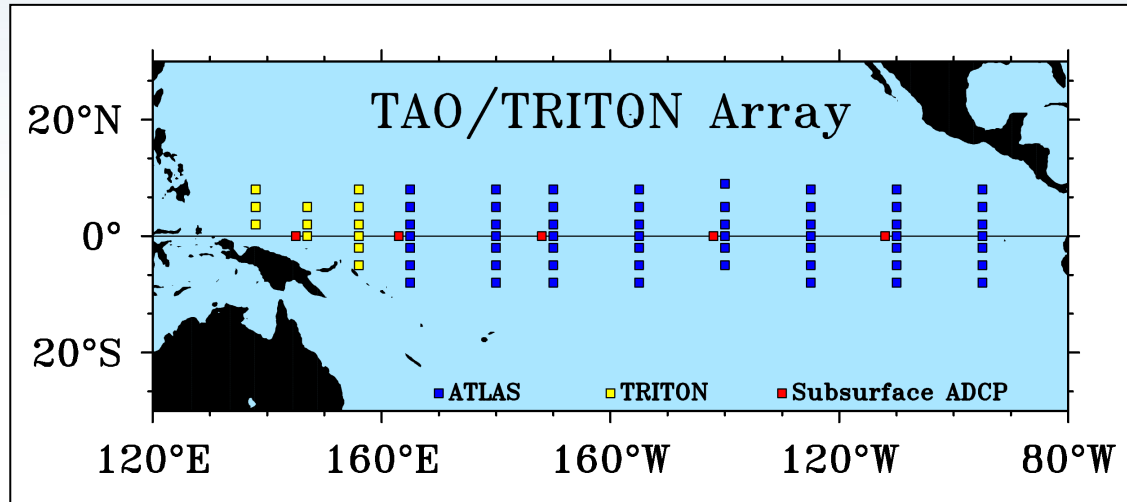 TAO/TRITON Array
20°N
0°
20°S
ATLAS TRITON Subsurface ADCP
120°E 160°E 160°W 120°W 80°W